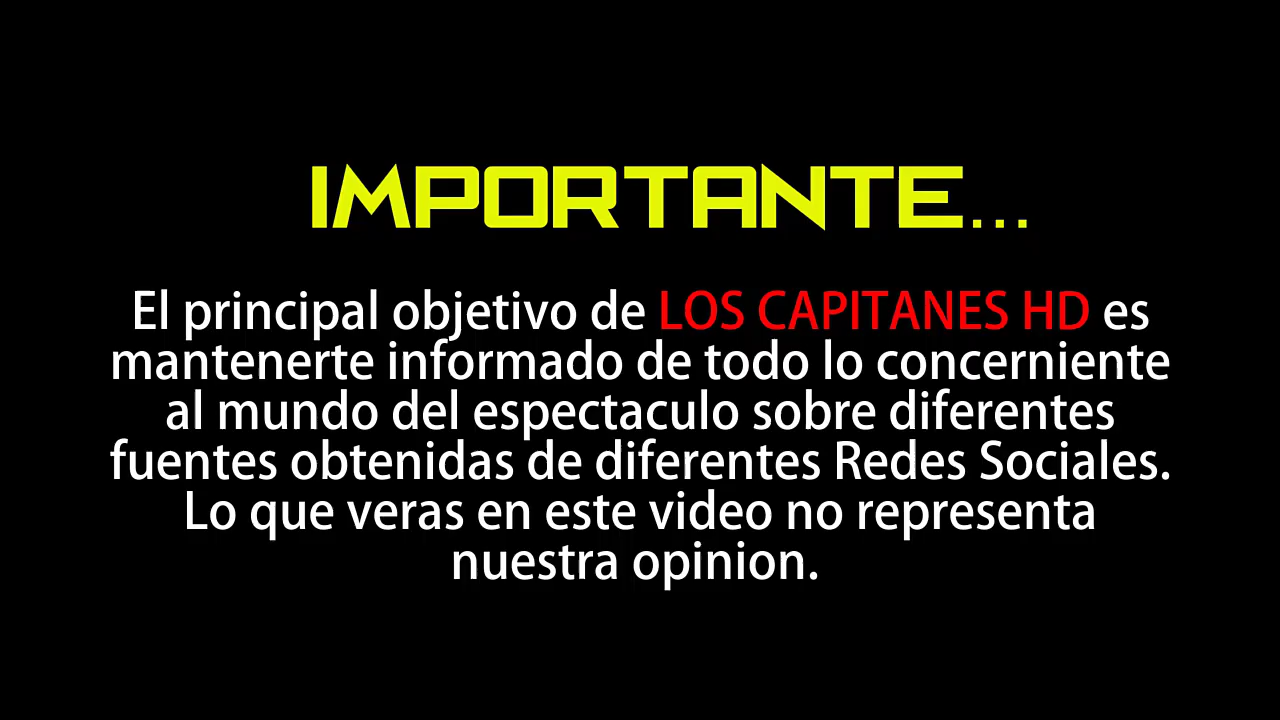 IMPORTANTE...
El principal objetivo de LOS CAPITANES HD es
mantenerte informado de todo lo concerniente
al mundo del espectaculo sobre diferentes
fuentes obtenidas de diferentes Redes Sociales.
Lo que veras en este video no representa
nuestra opinion.